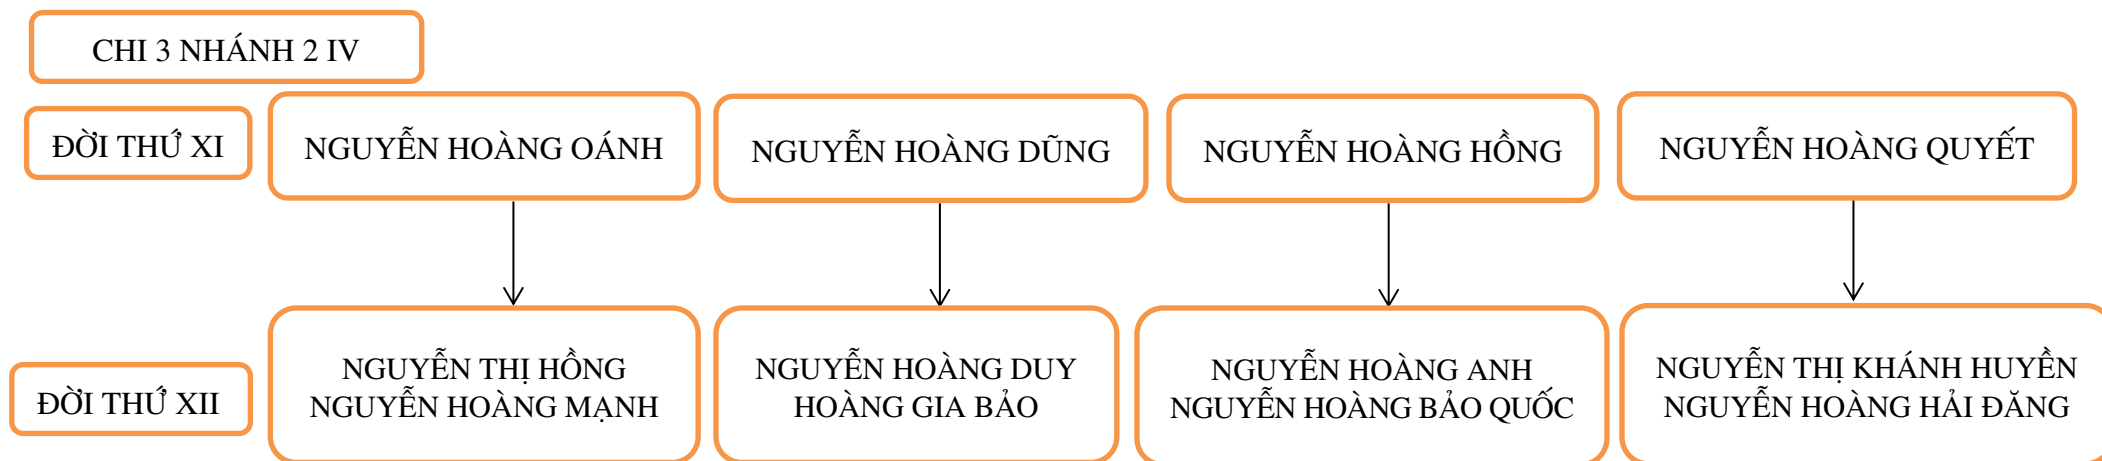 CHI 3 NHÁNH 2 IV
ĐỜI THỨ XI
NGUYỄN HOÀNG OÁNH
NGUYỄN HOÀNG DŨNG
NGUYỄN HOÀNG HỒNG
NGUYỄN HOÀNG QUYẾT
ĐỜI THỨ XII
NGUYỄN THỊ HỒNG
NGUYỄN HOÀNG MẠNH
NGUYỄN HOÀNG DUY
HOÀNG GIA BẢO
NGUYỄN HOÀNG ANH
NGUYỄN HOÀNG BẢO QUỐC
NGUYỄN THỊ KHÁNH HUYỀN
NGUYỄN HOÀNG HẢI ĐĂNG